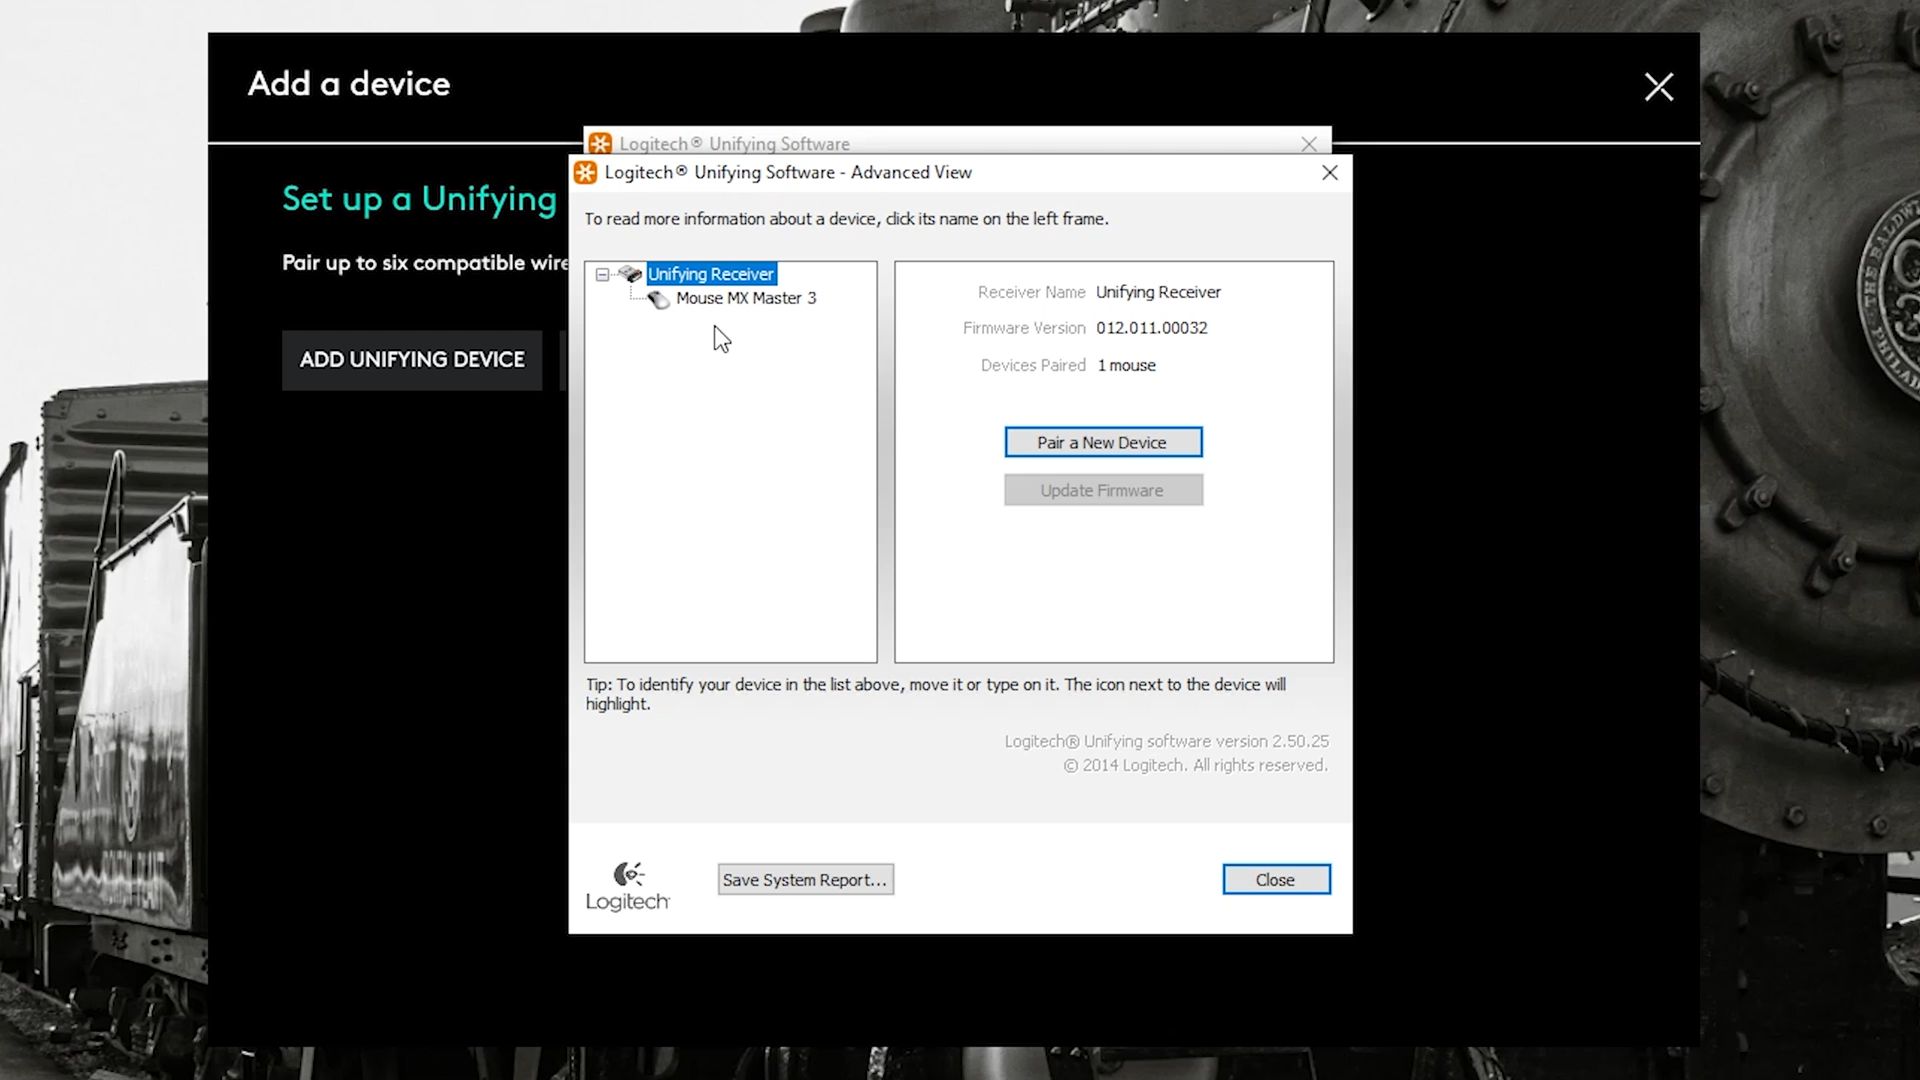 Add a device
Logitech® Unifying Software
Logitech® Unifying Software - Advanced View
Set up a Unifying
Pair up to six compatible wire
ADD UNIFYING DEVICE
To read more information about a device, click its name on the left frame.
Unifying Receiver
Mouse MX Master 3
Receiver Name Unifying Receiver
Firmware Version 012.011.00032
Devices Paired 1 mouse
Pair a New Device
Update Firmware
Tip: To identify your device in the list above, move it or type on it. The icon next to the device will
highlight.
Logitech® Unifying software version 2.50.25
© 2014 Logitech. All rights reserved.
Logitech
Save System Report...
Close
THE BALDWI
PHILA